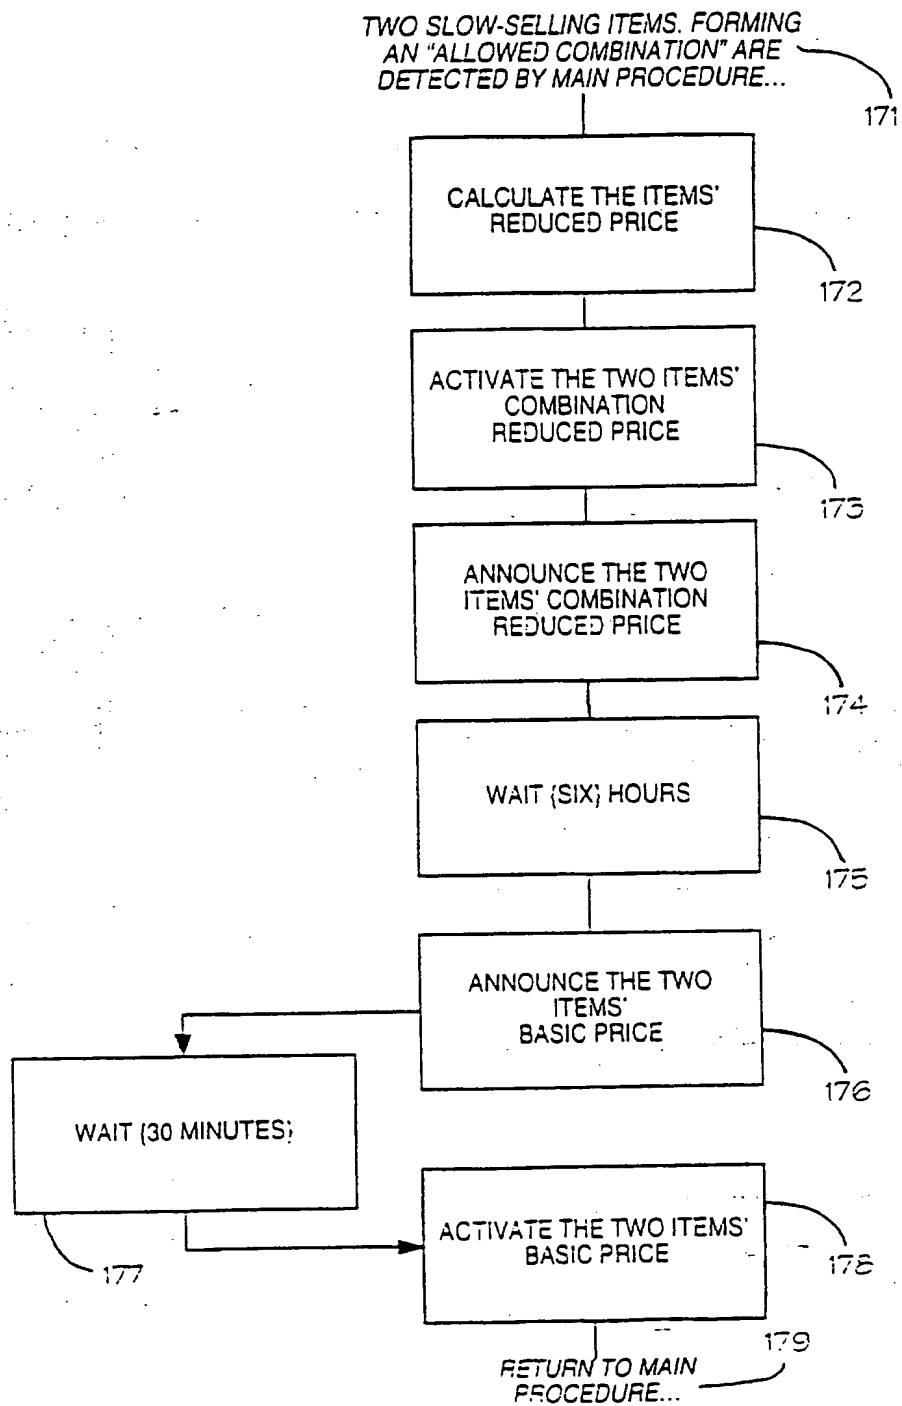 TWO SLOW-SELLING ITEMS. FORMING
AN "ALLOWED COMBINATION" ARE
DETECTED BY MAIN PROCEDURE...
171
CALCULATE THE ITEMS'
REDUCED PRICE
172
ACTIVATE THE TWO ITEMS'
COMBINATION
REDUCED PRICE
173
ANNOUNCE THE TWO
ITEMS' COMBINATION
REDUCED PRICE
174
WAIT {SIX} HOURS
175
ANNOUNCE THE TWO
ITEMS'
BASIC PRICE
176
WAIT {30 MINUTES}
177
ACTIVATE THE TWO ITEMS'
BASIC PRICE
178
179
RETURN TO MAIN
PROCEDURE...